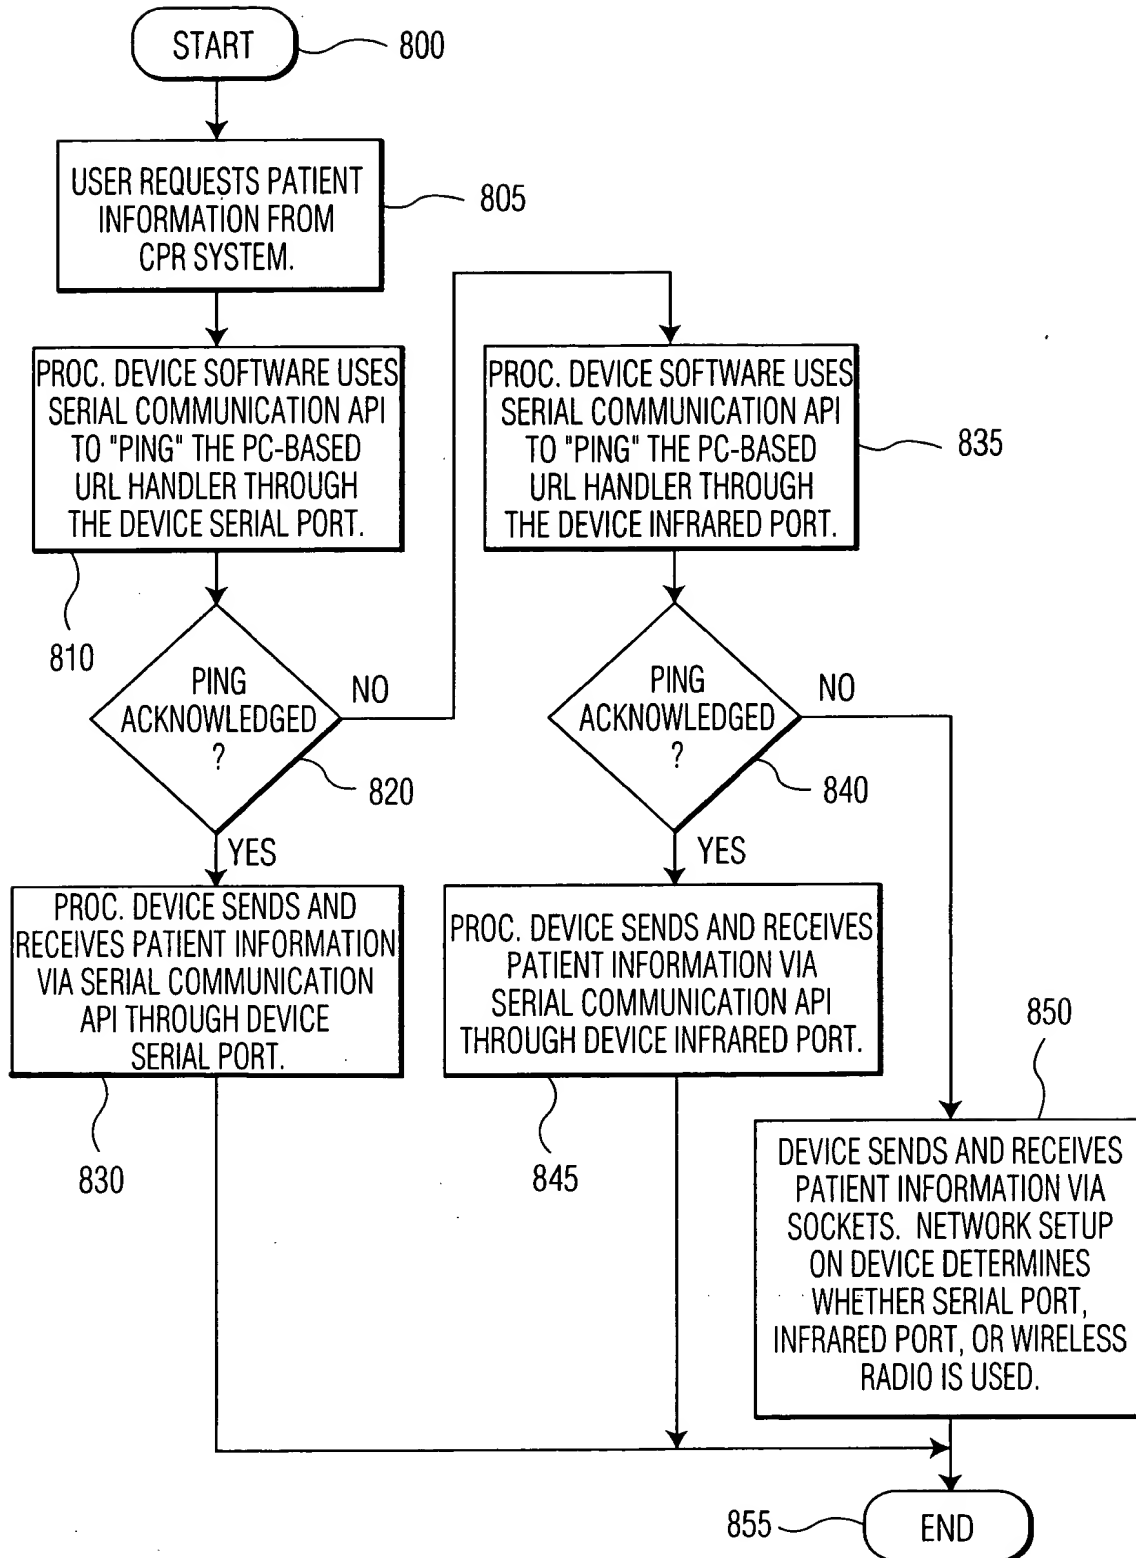 START
800
USER REQUESTS PATIENT
INFORMATION FROM
CPR SYSTEM.
805
PROC. DEVICE SOFTWARE USES
SERIAL COMMUNICATION API
TO "PING" THE PC-BASED
URL HANDLER THROUGH
THE DEVICE SERIAL PORT.
810
PING
ACKNOWLEDGED
?
NO
820
YES
PROC. DEVICE SENDS AND
RECEIVES PATIENT INFORMATION
VIA SERIAL COMMUNICATION
API THROUGH DEVICE
SERIAL PORT.
830
PROC. DEVICE SOFTWARE USES
SERIAL COMMUNICATION API
TO "PING" THE PC-BASED
URL HANDLER THROUGH
THE DEVICE INFRARED PORT.
835
PING
ACKNOWLEDGED
?
NO
840
YES
PROC. DEVICE SENDS AND RECEIVES
PATIENT INFORMATION VIA
SERIAL COMMUNICATION API
THROUGH DEVICE INFRARED PORT.
845
850
DEVICE SENDS AND RECEIVES
PATIENT INFORMATION VIA
SOCKETS. NETWORK SETUP
ON DEVICE DETERMINES
WHETHER SERIAL PORT,
INFRARED PORT, OR WIRELESS
RADIO IS USED.
855
END